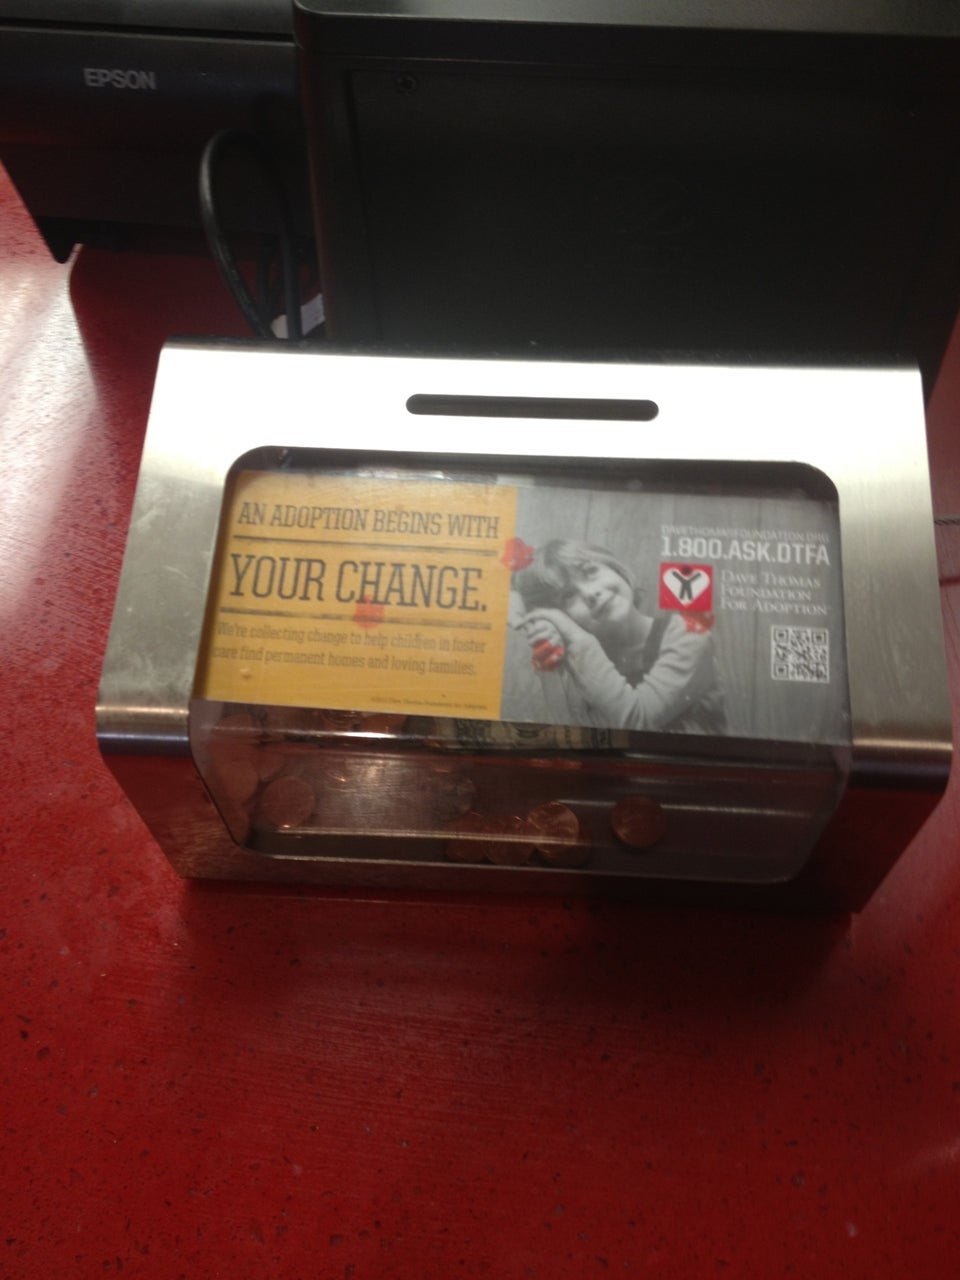 EPSON
AN ADOPTION BEGINS WITH
YOUR CHANGE.
We're collecting change to help children in foster
care find permanent homes and loving families.
DAVETHOMASFOUNDATION.ORG
1.800.ASK.DTFA
DAVE THOMAS
FOUNDATION
FOR ADOPTION